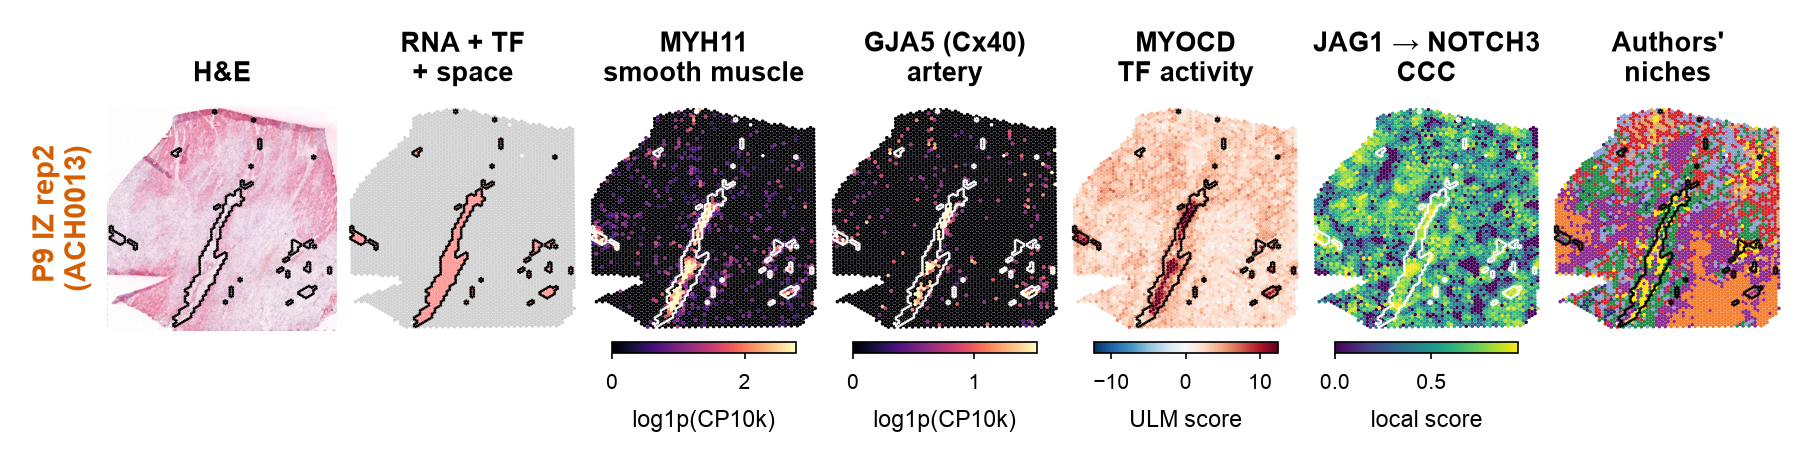 H&E
RNA + TF
+ space
MYH11
smooth muscle
GJA5 (Cx40)
artery
MYOCD
TF activity
JAG1 → NOTCH3
CCC
Authors'
niches
P9 IZ rep2
(ACH0013)
0 2
log1p(CP10k)
0 1
log1p(CP10k)
−10 0 10
ULM score
0.0 0.5
local score